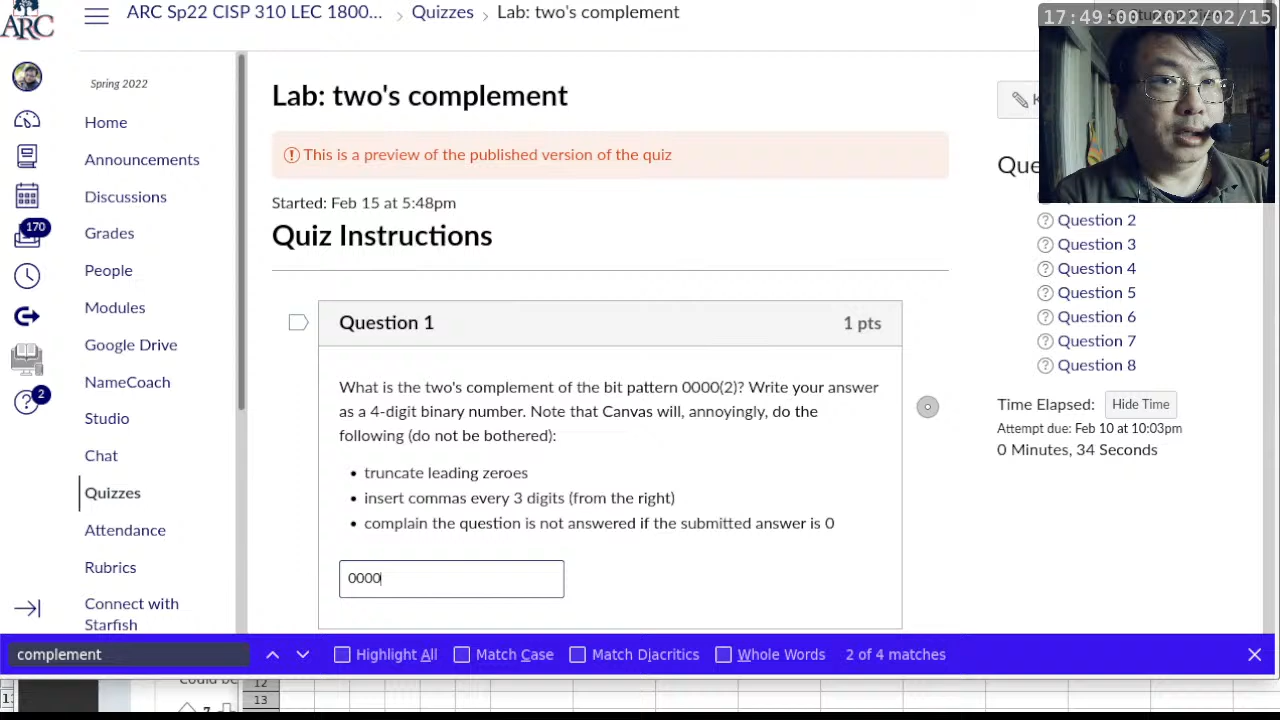 ARC
ARC Sp22 CISP 310 LEC 1800... › Quizzes › Lab: two's complement
17:49:00 2022/02/15
Spring 2022
Home
Announcements
Discussions
Grades
People
Modules
Google Drive
NameCoach
Studio
Chat
Quizzes
Attendance
Rubrics
Connect with
Starfish
170
2
Lab: two's complement
This is a preview of the published version of the quiz
Started: Feb 15 at 5:48pm
Quiz Instructions
Question 1
1 pts
What is the two's complement of the bit pattern 0000(2)? Write your answer
as a 4-digit binary number. Note that Canvas will, annoyingly, do the
following (do not be bothered):
• truncate leading zeroes
• insert commas every 3 digits (from the right)
• complain the question is not answered if the submitted answer is 0
0000
Question 2
Question 3
Question 4
Question 5
Question 6
Question 7
Question 8
Time Elapsed:
Hide Time
Attempt due: Feb 10 at 10:03pm
0 Minutes, 34 Seconds
complement
Highlight All
Match Case
Match Diacritics
Whole Words
2 of 4 matches
12
13